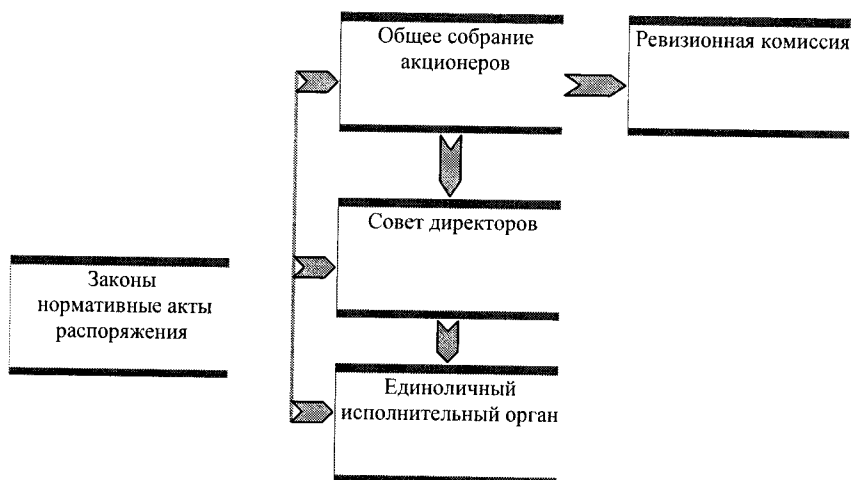 Общее собрание
акционеров
Ревизионная комиссия
Совет директоров
Законы
нормативные акты
распоряжения
Единоличный
исполнительный орган